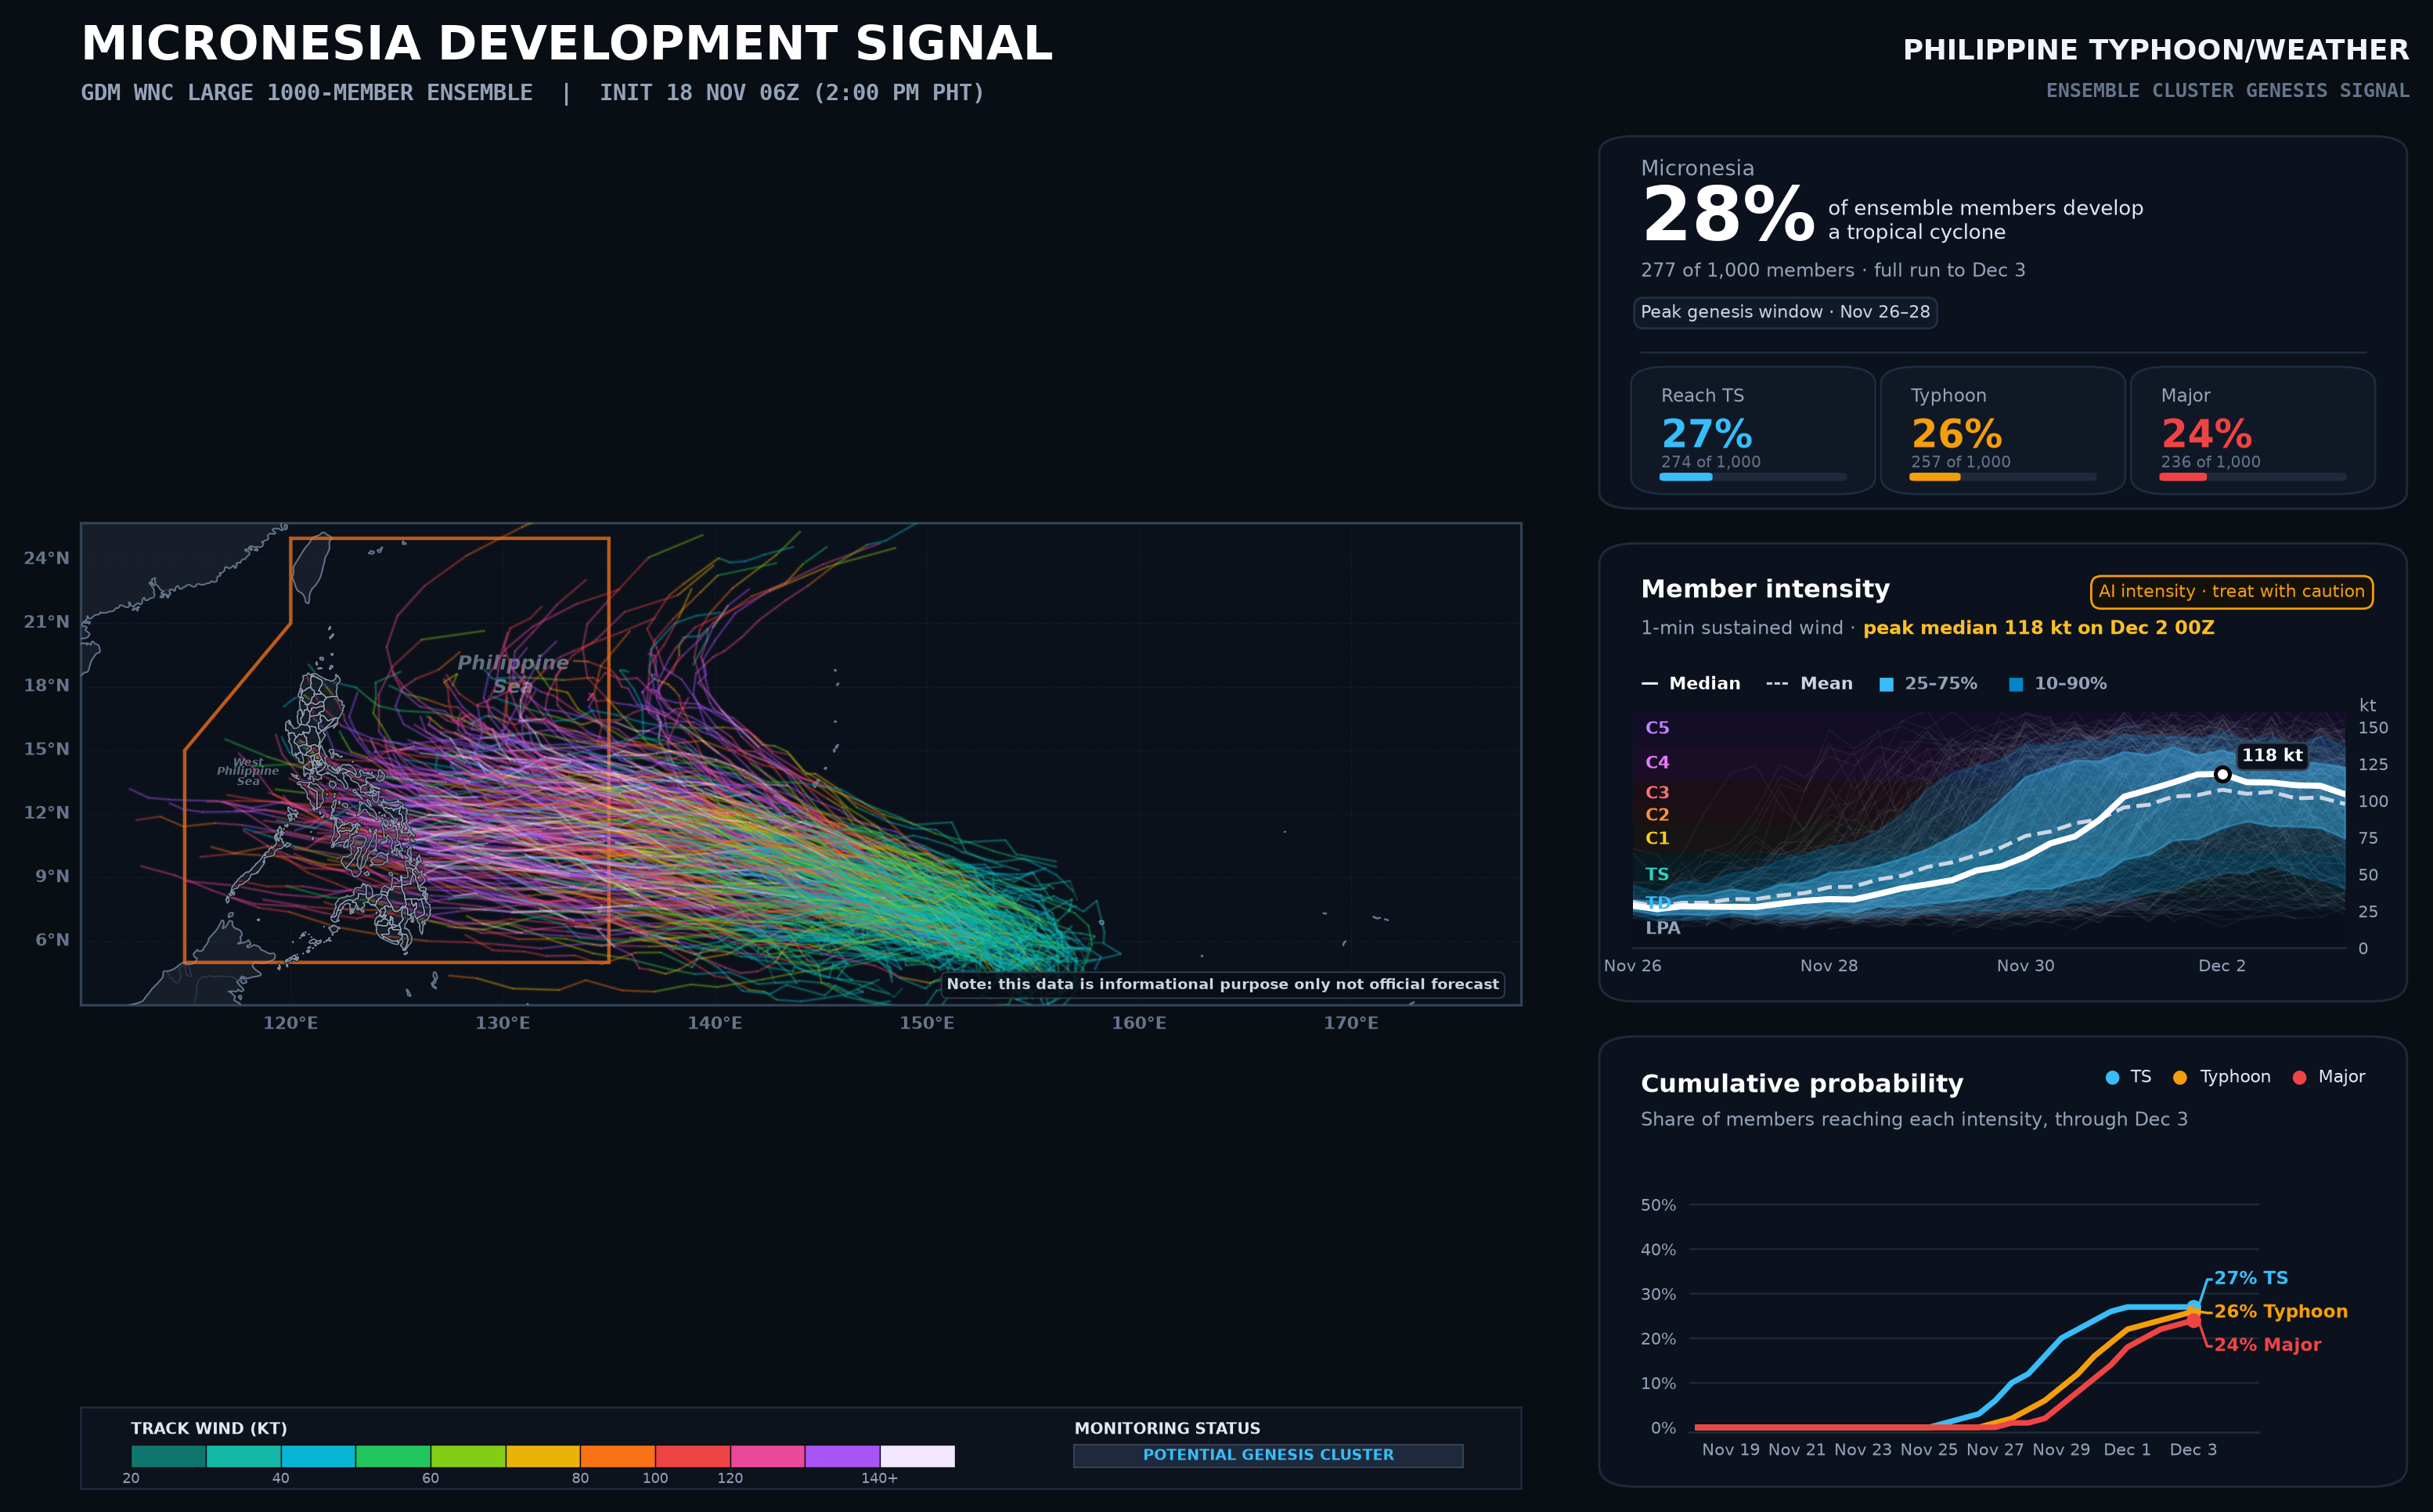 MICRONESIA DEVELOPMENT SIGNAL
GDM WNC LARGE 1000-MEMBER ENSEMBLE | INIT 18 NOV 06Z (2:00 PM PHT)
PHILIPPINE TYPHOON/WEATHER
ENSEMBLE CLUSTER GENESIS SIGNAL
24°N
21°N
18°N
15°N
12°N
9°N
6°N
120°E
130°E
140°E
150°E
160°E
170°E
Philippine
Sea
West
Philippine
Sea
Note: this data is informational purpose only not official forecast
TRACK WIND (KT)
20
40
60
80
100
120
140+
MONITORING STATUS
POTENTIAL GENESIS CLUSTER
Micronesia
28%
of ensemble members develop
a tropical cyclone
277 of 1,000 members · full run to Dec 3
Peak genesis window · Nov 26–28
Reach TS
27%
274 of 1,000
Typhoon
26%
257 of 1,000
Major
24%
236 of 1,000
Member intensity
AI intensity · treat with caution
1-min sustained wind · peak median 118 kt on Dec 2 00Z
Median
Mean
25–75%
10–90%
kt
150
125
100
75
50
25
0
C5
C4
C3
C2
C1
TS
TD
LPA
118 kt
Nov 26
Nov 28
Nov 30
Dec 2
Cumulative probability
TS
Typhoon
Major
Share of members reaching each intensity, through Dec 3
50%
40%
30%
20%
10%
0%
27% TS
26% Typhoon
24% Major
Nov 19
Nov 21
Nov 23
Nov 25
Nov 27
Nov 29
Dec 1
Dec 3